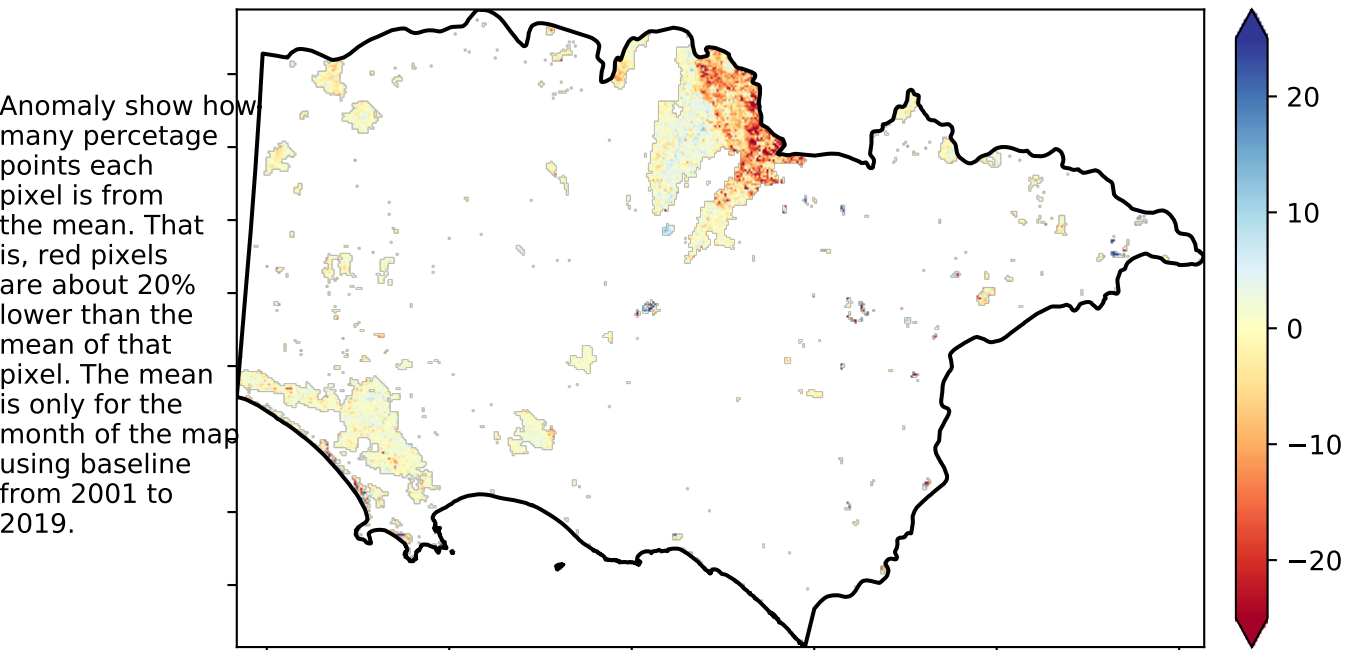 Anomaly show how
many percetage
points each
pixel is from
the mean. That
is, red pixels
are about 20%
lower than the
mean of that
pixel. The mean
is only for the
month of the map
using baseline
from 2001 to
2019.
20
10
0
−10
−20